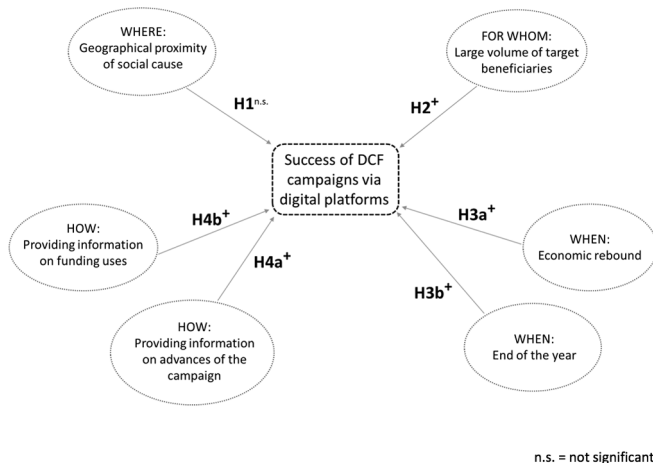 WHERE:
Geographical proximity
of social cause
FOR WHOM:
Large volume of target
beneficiaries
H1n.s.
H2+
Success of DCF
campaigns via
digital platforms
HOW:
Providing information
on funding uses
H4b+
H3a+
WHEN:
Economic rebound
H4a+
H3b+
HOW:
Providing information
on advances of the
campaign
WHEN:
End of the year
n.s. = not significant